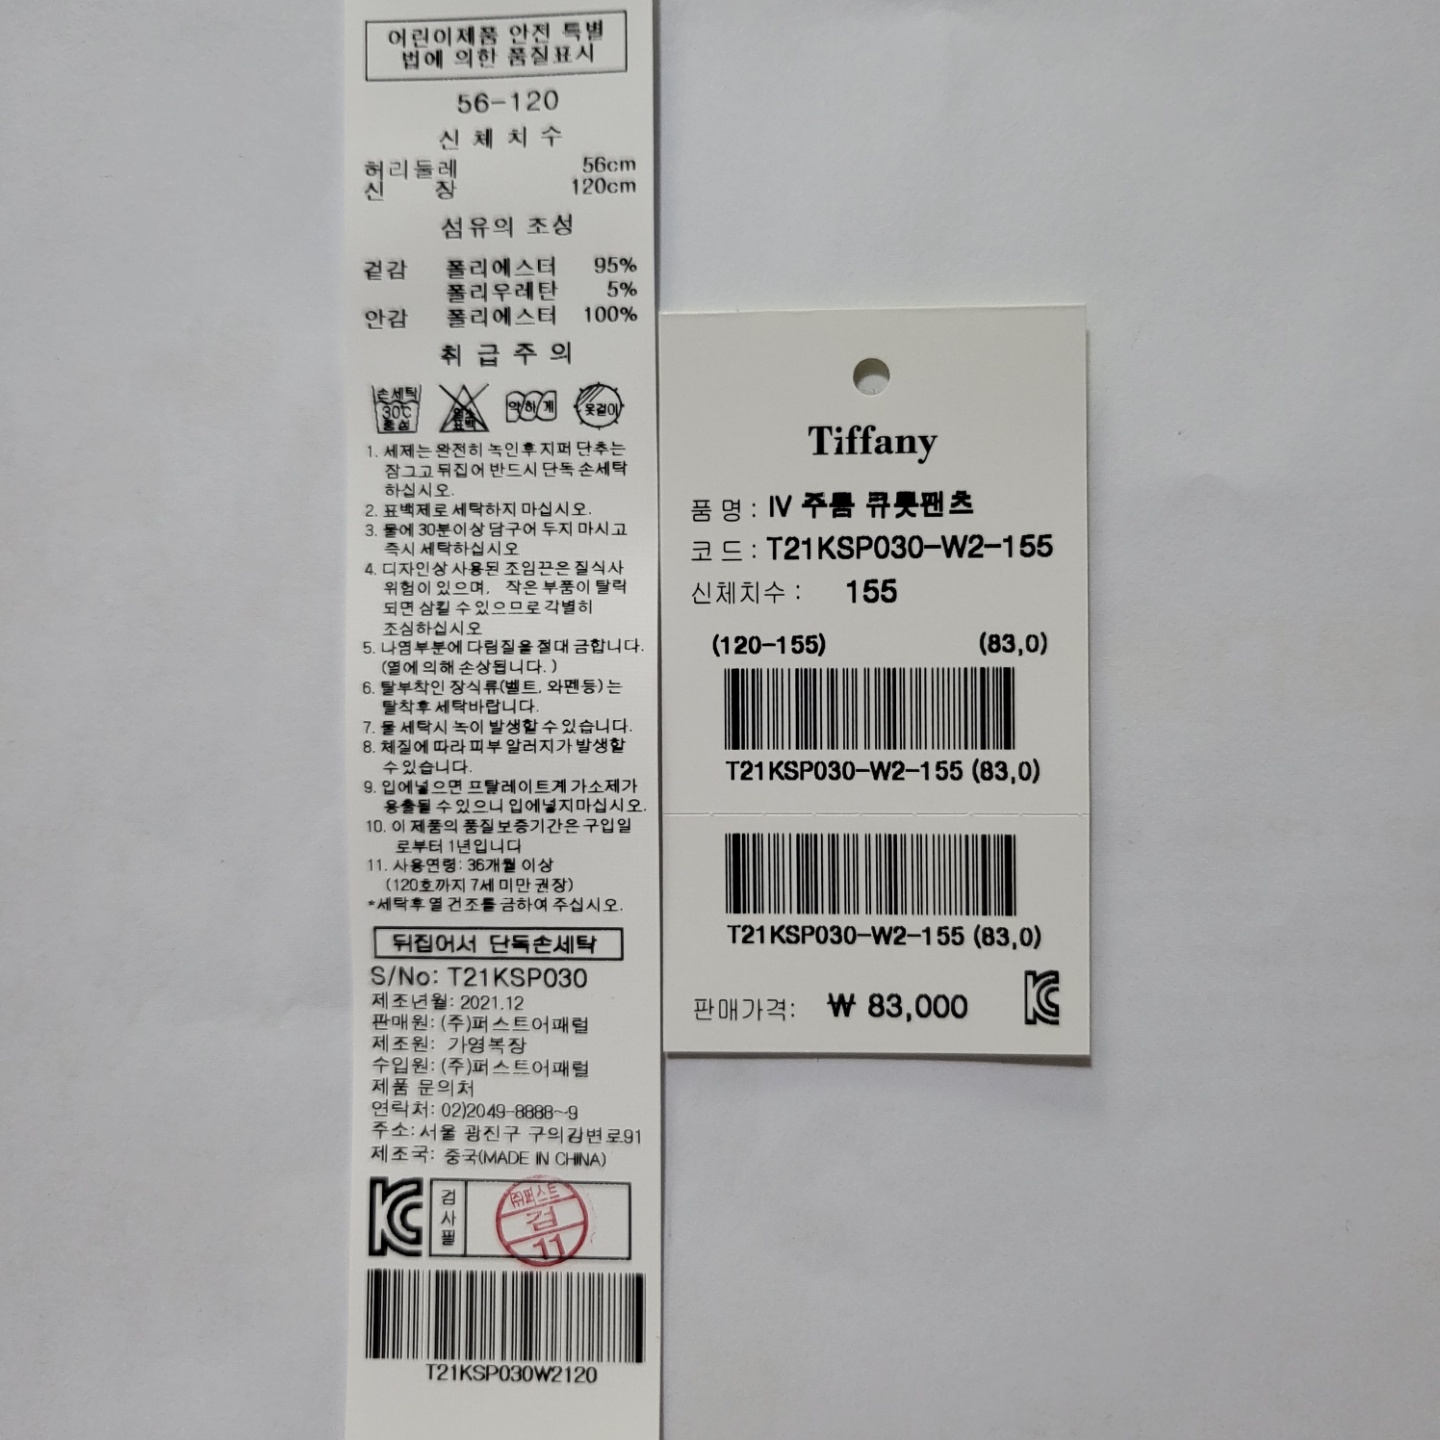 어린이제품 안전 특별
법에 의한 품질표시
56-120
신체치수
허리둘레 56cm
신 장 120cm
섬유의 조성
겉감 폴리에스터 95%
폴리우레탄 5%
안감 폴리에스터 100%
취급주의
손세탁
30℃
중성
염소
표백
약하게
옷걸이
1. 세제는 완전히 녹인후 지퍼 단추는
잠그고 뒤집어 반드시 단독 손세탁
하십시오.
2. 표백제로 세탁하지 마십시오.
3. 물에 30분이상 담구어 두지 마시고
즉시 세탁하십시오
4. 디자인상 사용된 조임끈은 질식사
위험이 있으며, 작은 부품이 탈락
되면 삼킬 수 있으므로 각별히
조심하십시오
5. 나염부분에 다림질을 절대 금합니다.
(열에 의해 손상됩니다.)
6. 탈부착인 장식류(벨트, 와펜등)는
탈착후 세탁바랍니다.
7. 물 세탁시 녹이 발생할 수 있습니다.
8. 체질에 따라 피부 알러지가 발생할
수 있습니다.
9. 입에넣으면 프탈레이트계 가소제가
용출될 수 있으니 입에넣지마십시오.
10. 이 제품의 품질보증기간은 구입일
로부터 1년입니다
11. 사용연령: 36개월 이상
(120호까지 7세 미만 권장)
*세탁후 열 건조를 금하여 주십시오.
뒤집어서 단독손세탁
S/No: T21KSP030
제조년월: 2021.12
판매원: (주)퍼스트어패럴
제조원: 가영복장
수입원: (주)퍼스트어패럴
제품 문의처
연락처: 02)2049-8888~9
주소: 서울 광진구 구의강변로91
제조국: 중국(MADE IN CHINA)
KC
검사필
㈜퍼스트
검
11
T21KSP030W2120
Tiffany
품 명 : IV 주름 큐롯팬츠
코 드 : T21KSP030-W2-155
신체치수 : 155
(120-155) (83,0)
T21KSP030-W2-155 (83,0)
T21KSP030-W2-155 (83,0)
판매가격: ₩ 83,000
KC